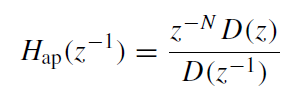 H_ap(z^−1) = z^−N D(z) / D(z^−1)